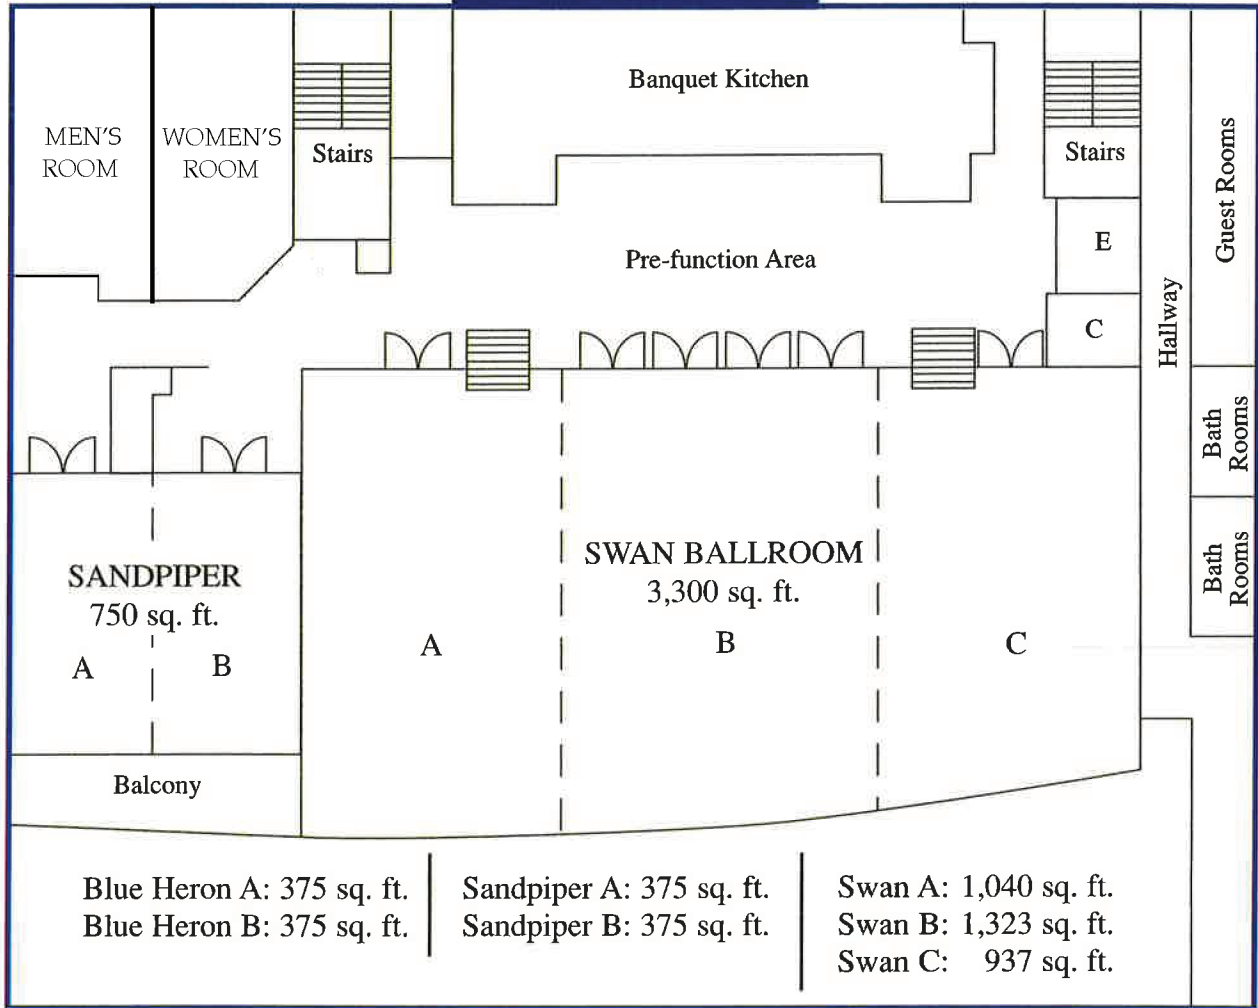 Banquet Kitchen
MEN'S
ROOM
WOMEN'S
ROOM
Stairs
Stairs
Guest Rooms
E
Pre-function Area
C
Hallway
Bath
Rooms
Bath
Rooms
SANDPIPER
750 sq. ft.
A
B
SWAN BALLROOM
3,300 sq. ft.
A
B
C
Balcony
Blue Heron A: 375 sq. ft.
Blue Heron B: 375 sq. ft.
Sandpiper A: 375 sq. ft.
Sandpiper B: 375 sq. ft.
Swan A: 1,040 sq. ft.
Swan B: 1,323 sq. ft.
Swan C: 937 sq. ft.